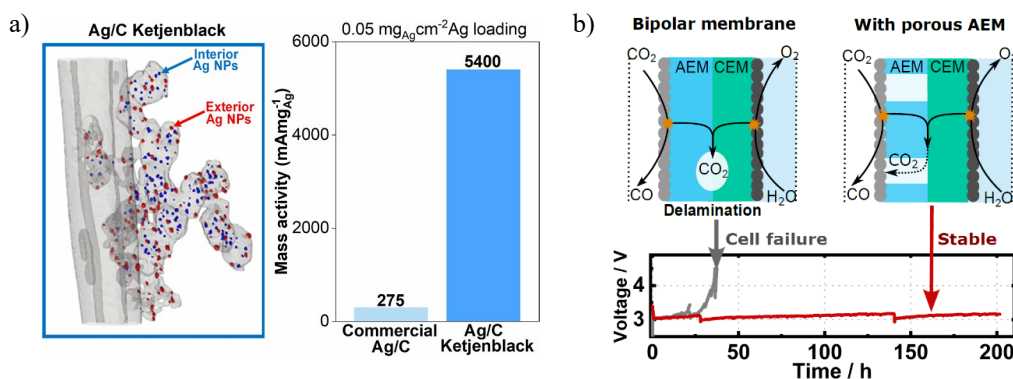 a)
Ag/C Ketjenblack
Interior
Ag NPs
Exterior
Ag NPs
0.05 mgAgcm-2Ag loading
Mass activity (mAmg-1Ag)
6000
4000
2000
0
275
5400
Commercial
Ag/C
Ag/C
Ketjenblack
b)
Bipolar membrane
CO2
O2
AEM
CEM
CO2
CO
H2O
Delamination
With porous AEM
CO2
O2
AEM
CEM
CO2
CO
H2O
Cell failure
Stable
Voltage / V
4
3
0
50
100
150
200
Time / h